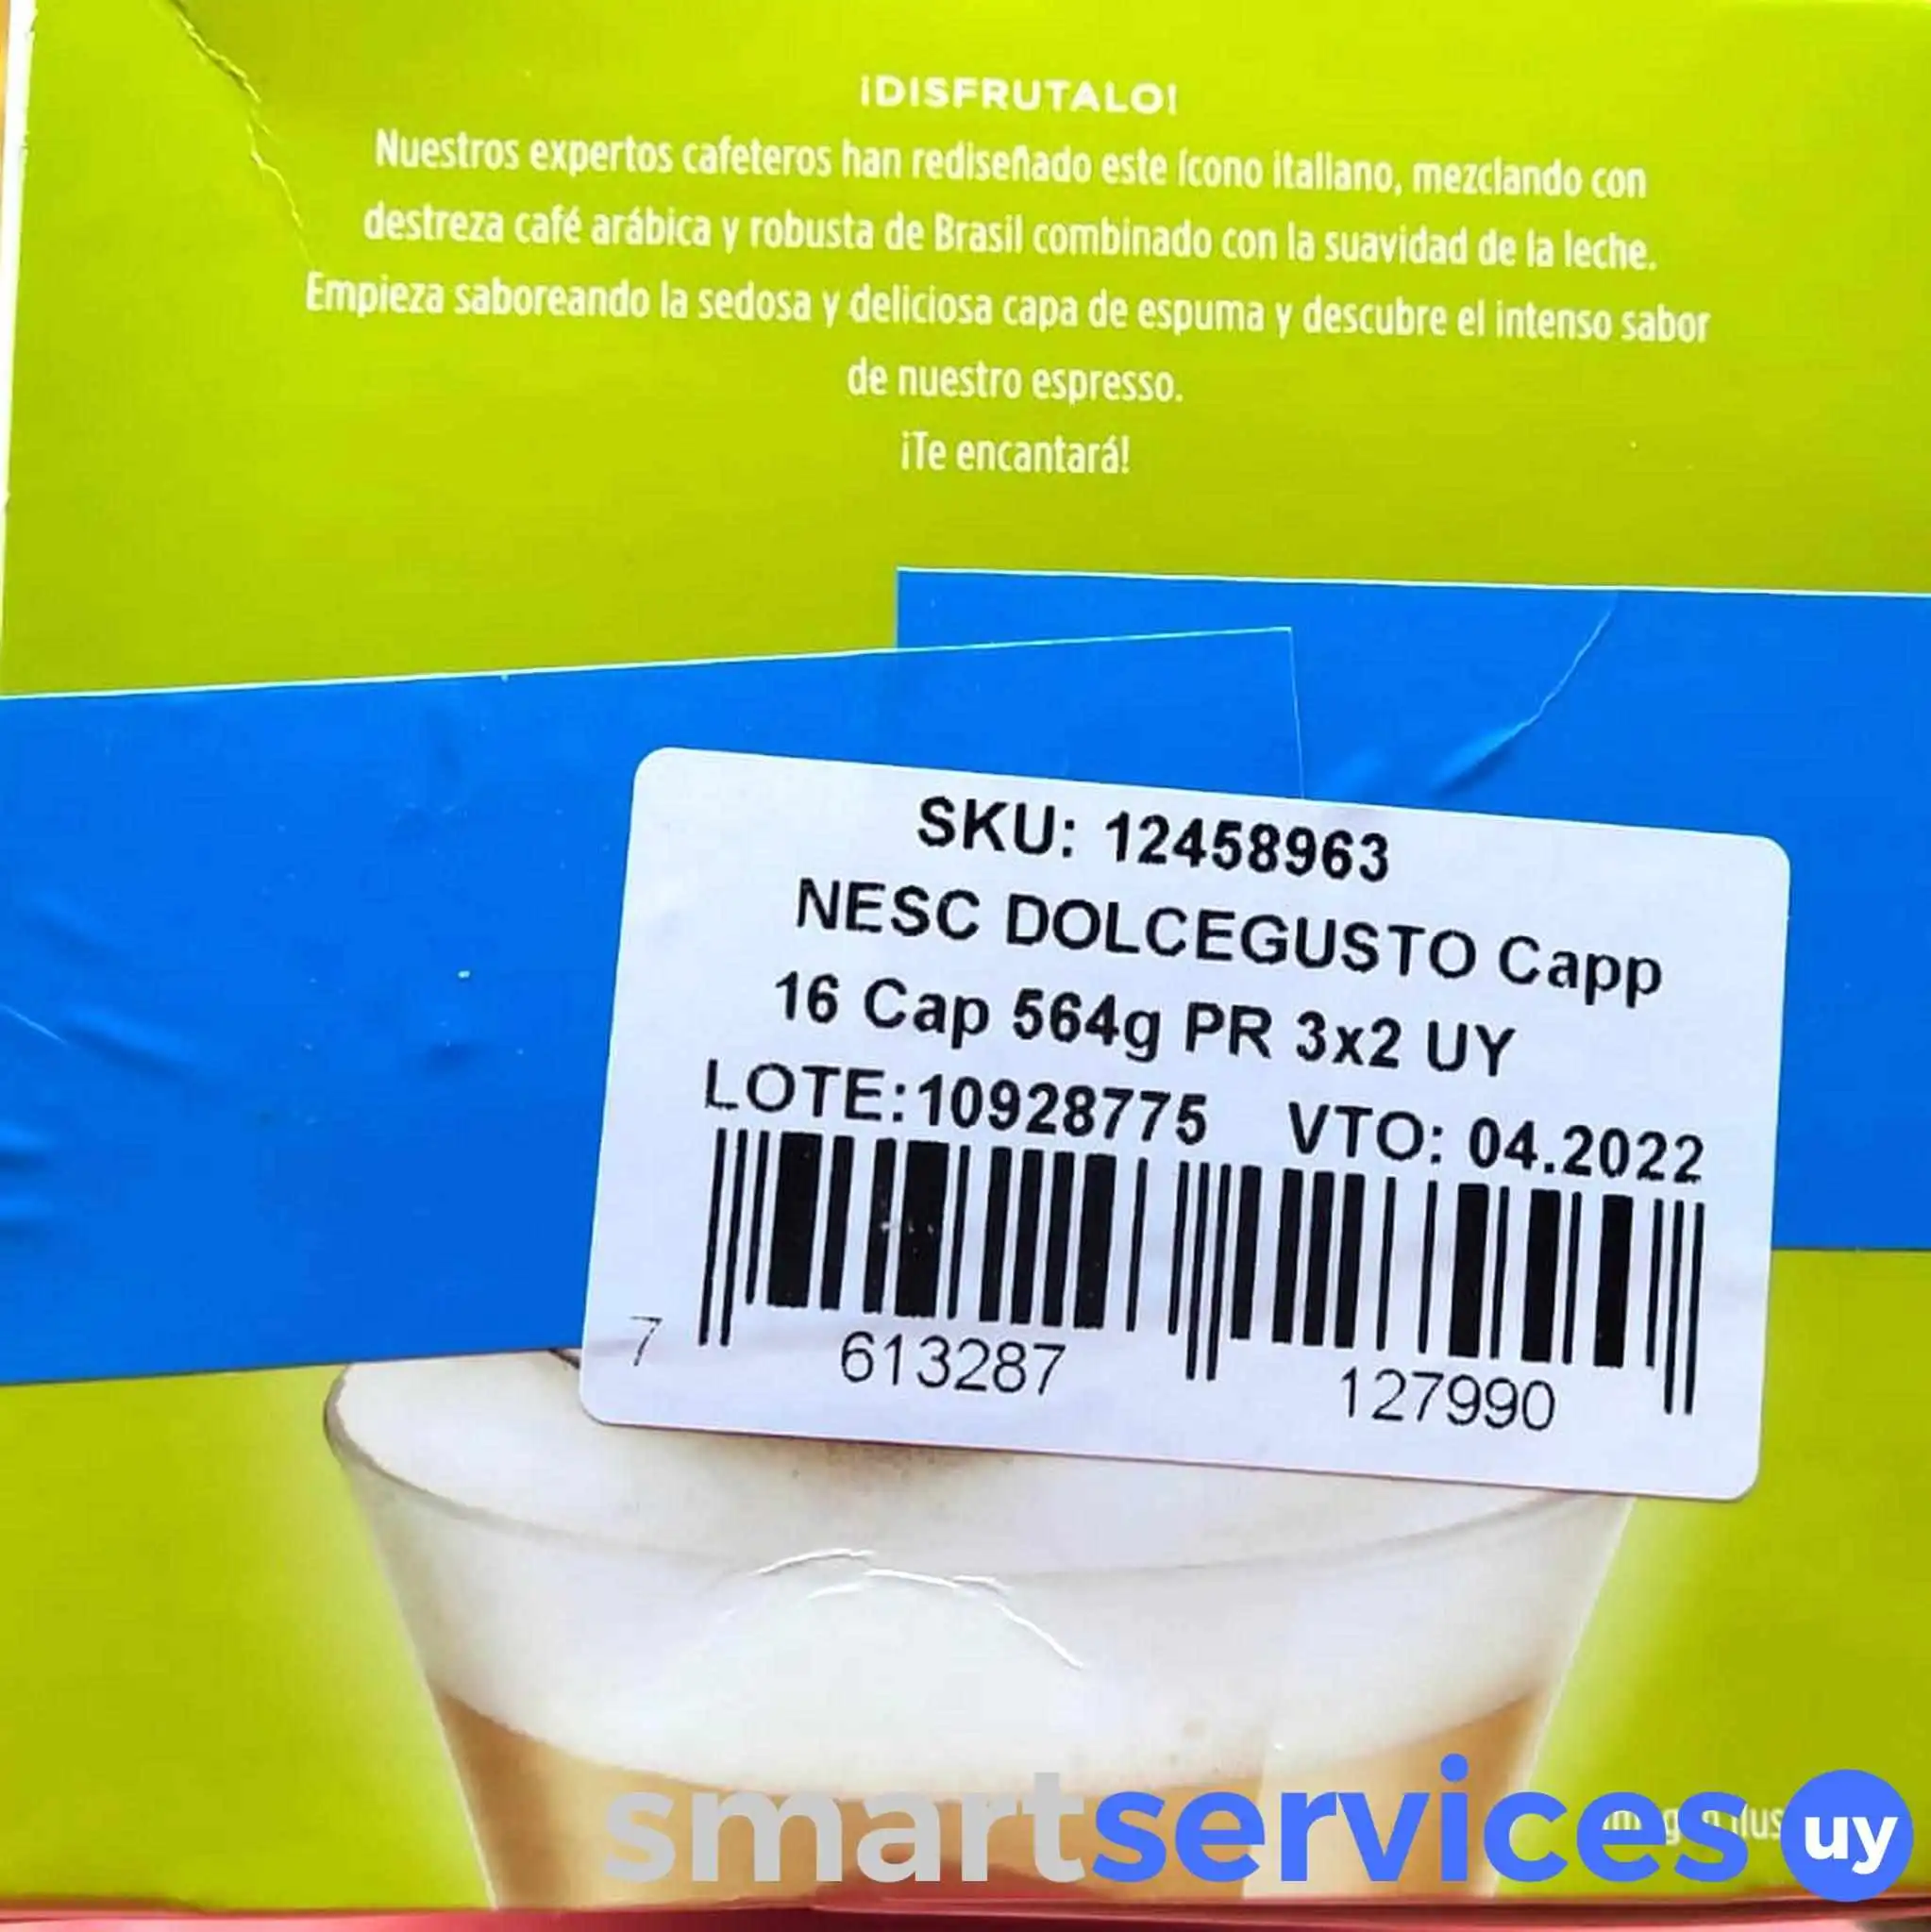 ¡DISFRUTALO!
Nuestros expertos cafeteros han rediseñado este ícono italiano, mezclando con
destreza café arábica y robusta de Brasil combinado con la suavidad de la leche.
Empieza saboreando la sedosa y deliciosa capa de espuma y descubre el intenso sabor
de nuestro espresso.
¡Te encantará!
SKU: 12458963
NESC DOLCEGUSTO Capp
16 Cap 564g PR 3x2 UY
LOTE:10928775 VTO: 04.2022
7 613287 127990
smartservices uy